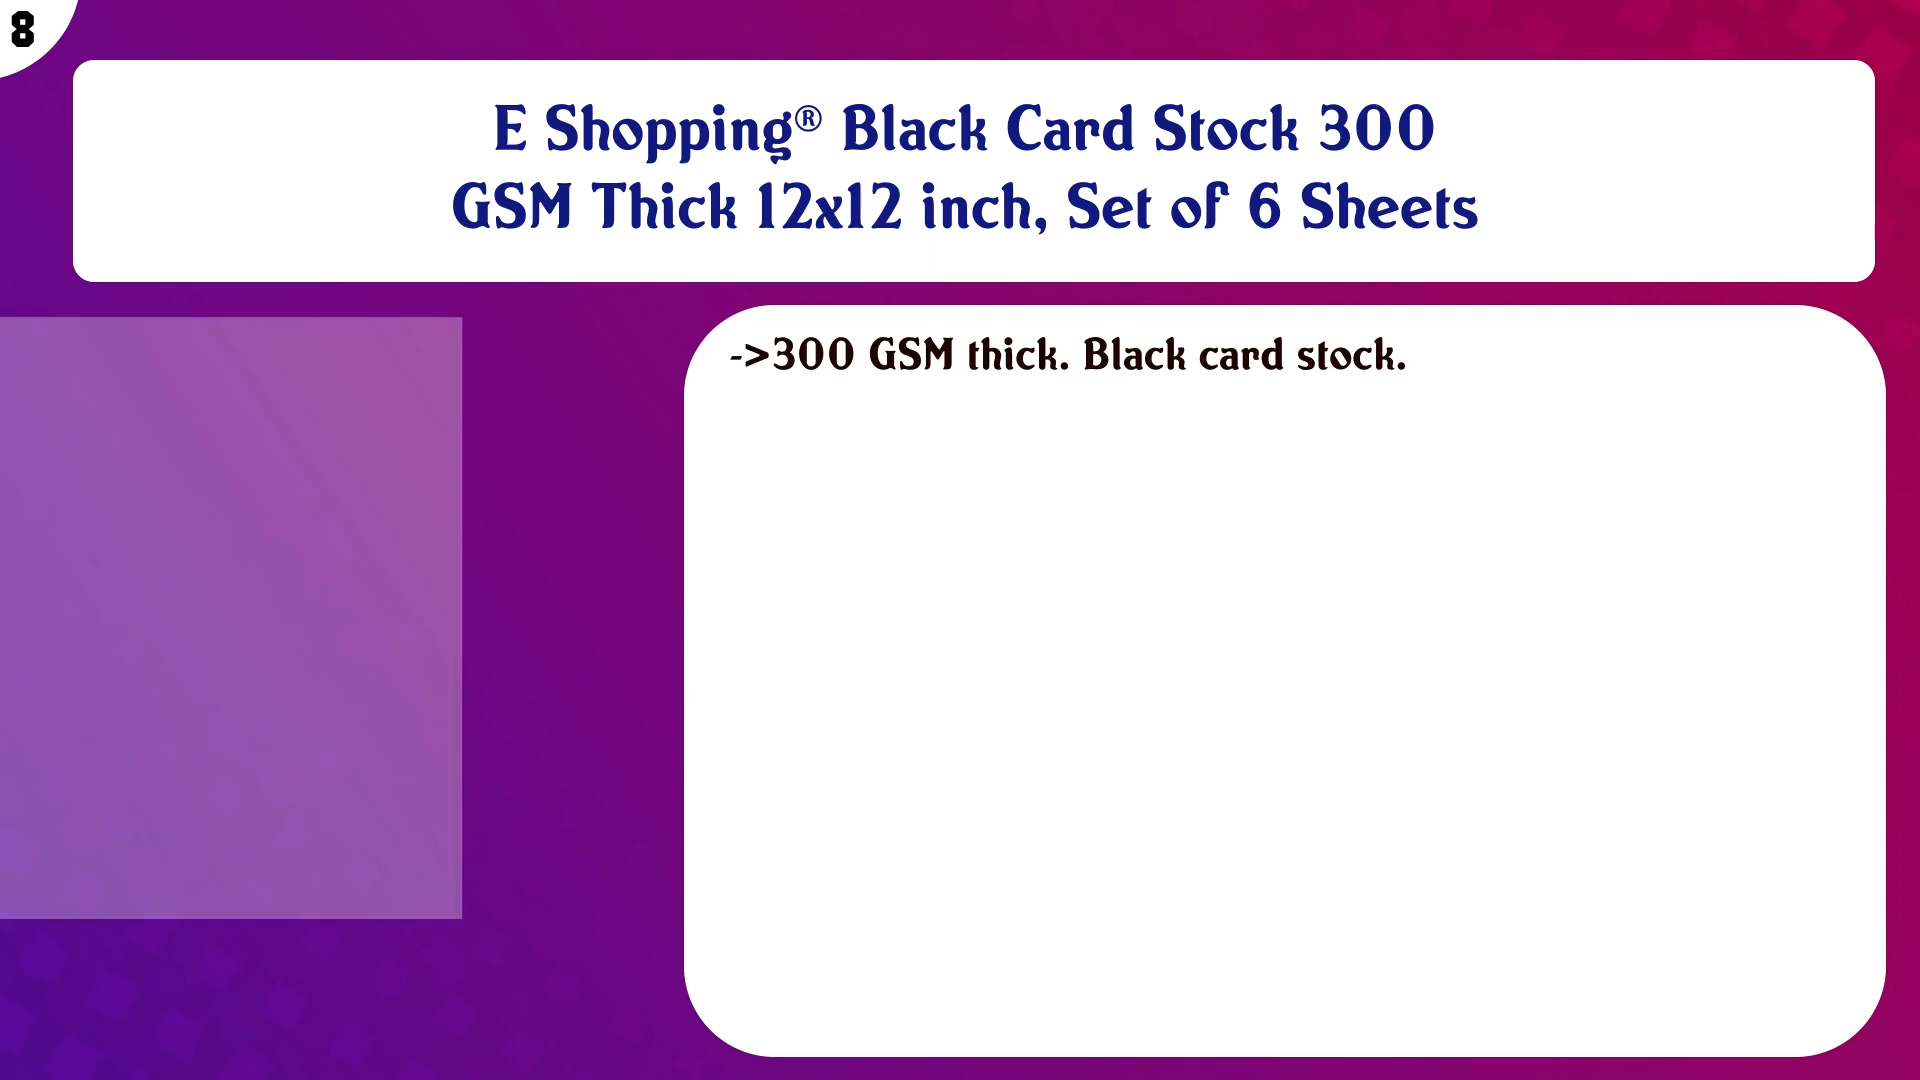 8
E Shopping® Black Card Stock 300
GSM Thick 12x12 inch, Set of 6 Sheets
->300 GSM thick. Black card stock.